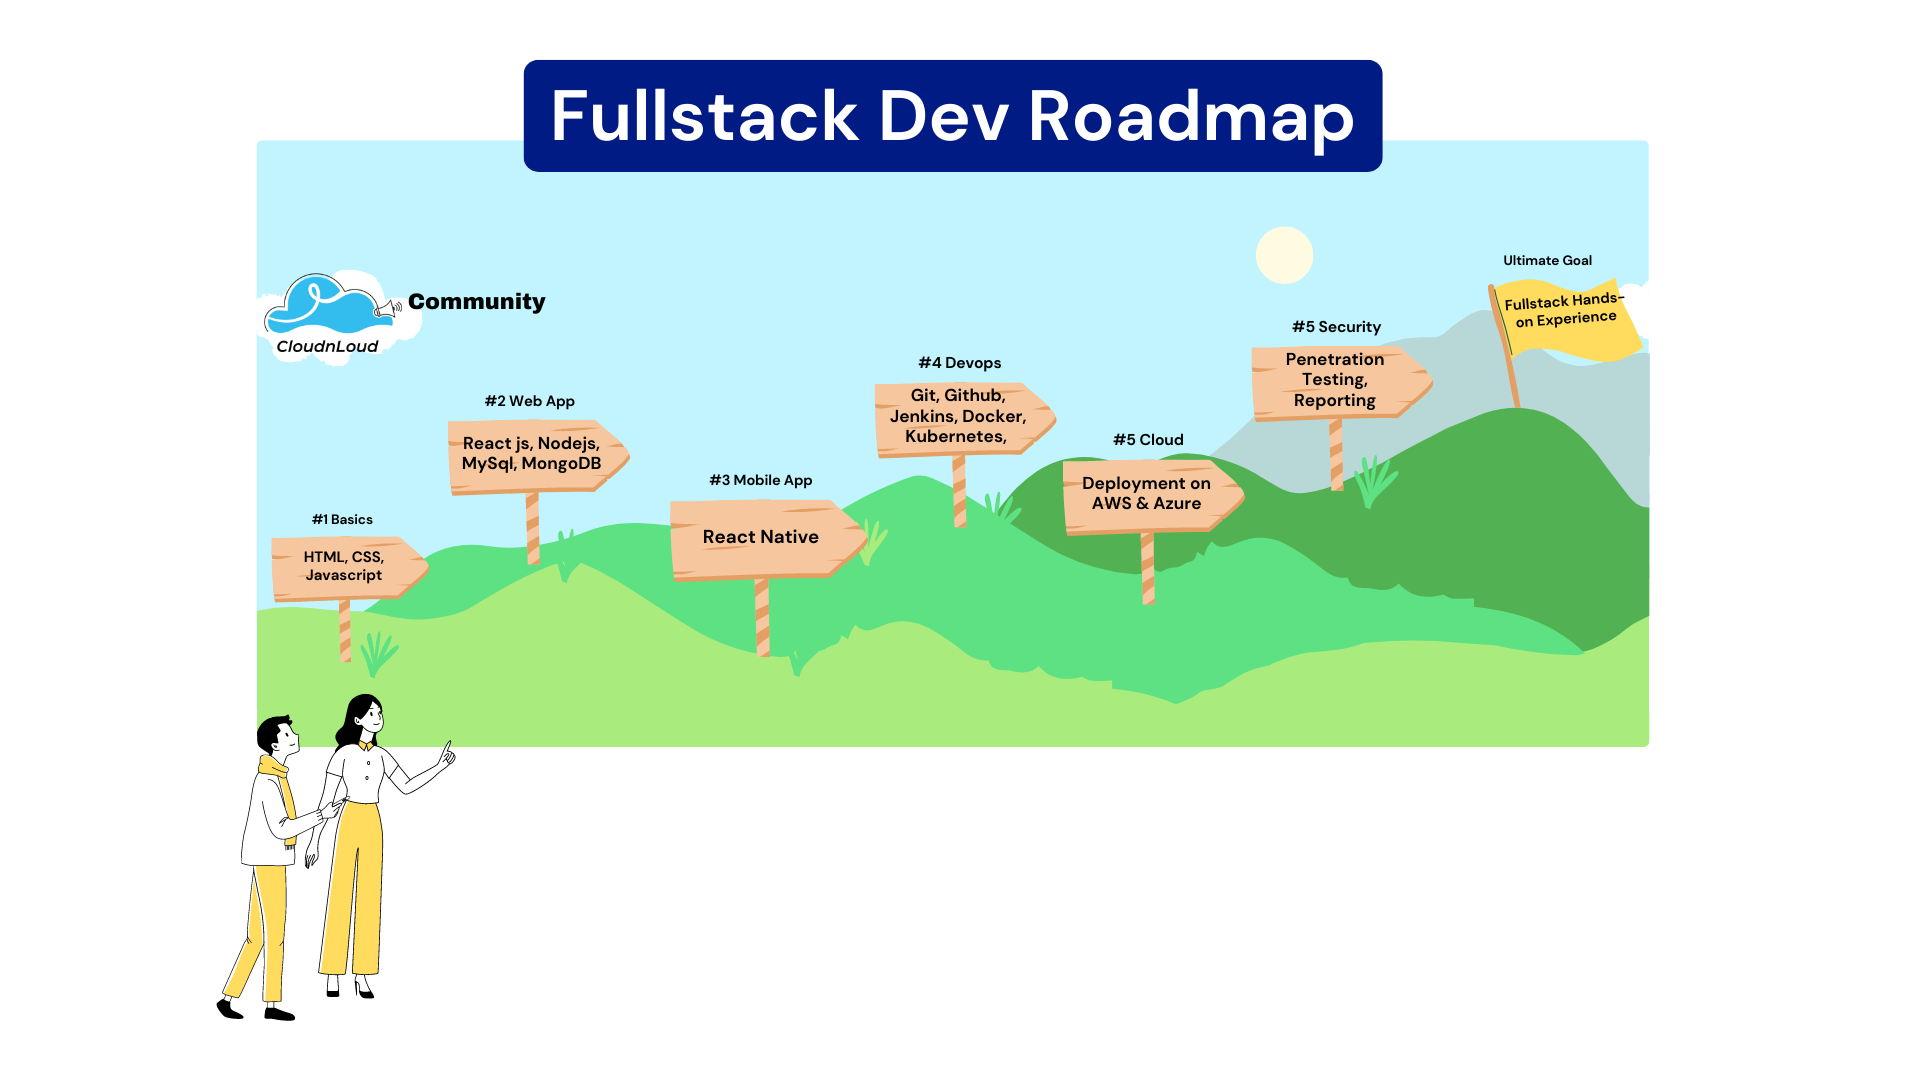 Fullstack Dev Roadmap
CloudnLoud
Community
#1 Basics
HTML, CSS,
Javascript
#2 Web App
React js, Nodejs,
MySql, MongoDB
#3 Mobile App
React Native
#4 Devops
Git, Github,
Jenkins, Docker,
Kubernetes,
#5 Cloud
Deployment on
AWS & Azure
#5 Security
Penetration
Testing,
Reporting
Ultimate Goal
Fullstack Hands-
on Experience